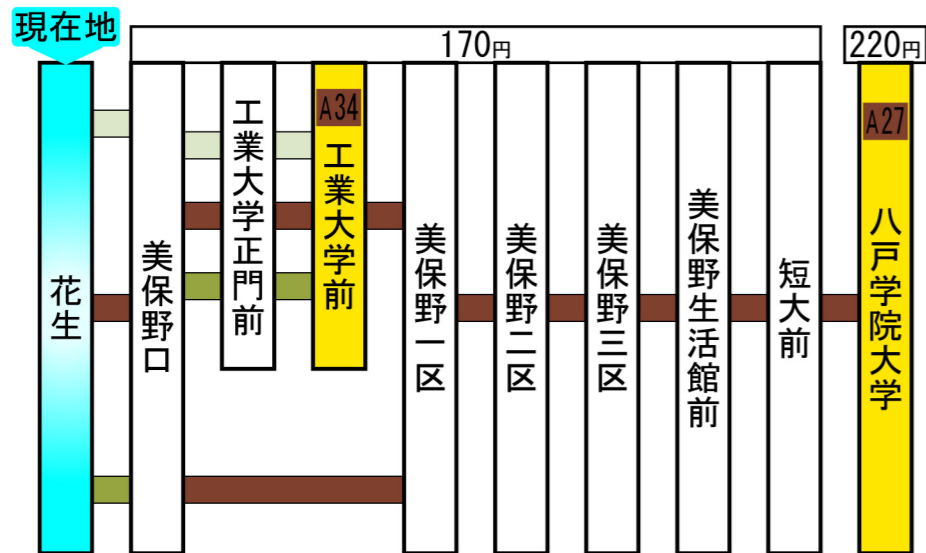 現在地
170円
220円
花生
美保野口
工業大学正門前
A34
工業大学前
美保野一区
美保野二区
美保野三区
美保野生活館前
短大前
A27
八戸学院大学